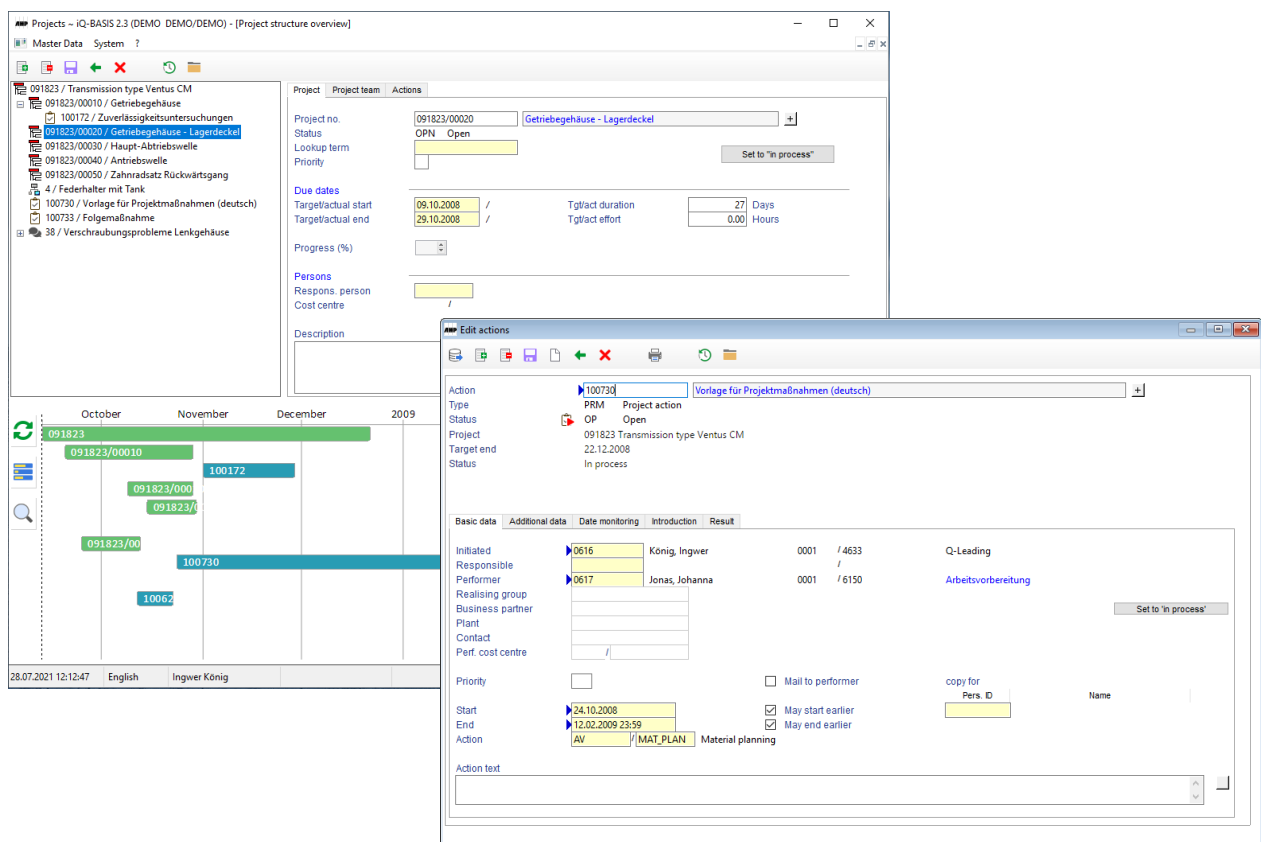 AHP Projects ~ iQ-BASIS 2.3 (DEMO DEMO/DEMO) - [Project structure overview]
Master Data System ?
091823 / Transmission type Ventus CM
091823/00010 / Getriebegehäuse
100172 / Zuverlässigkeitsuntersuchungen
091823/00020 / Getriebegehäuse - Lagerdeckel
091823/00030 / Haupt-Abtriebswelle
091823/00040 / Antriebswelle
091823/00050 / Zahnradsatz Rückwärtsgang
4 / Federhalter mit Tank
100730 / Vorlage für Projektmaßnahmen (deutsch)
100733 / Folgemaßnahme
38 / Verschraubungsprobleme Lenkgehäuse
Project Project team Actions
Project no. 091823/00020 Getriebegehäuse - Lagerdeckel +
Status OPN Open
Lookup term
Set to "in process"
Priority
Due dates
Target/actual start 09.10.2008 / Tgt/act duration 27 Days
Target/actual end 29.10.2008 / Tgt/act effort 0.00 Hours
Progress (%)
Persons
Respons. person
Cost centre /
Description
October November December 2009
091823
091823/00010
100172
091823/000
091823/0
091823/00
100730
10062
28.07.2021 12:12:47 English Ingwer König
AHP Edit actions
Action 100730 Vorlage für Projektmaßnahmen (deutsch) +
Type PRM Project action
Status OP Open
Project 091823 Transmission type Ventus CM
Target end 22.12.2008
Status In process
Basic data Additional data Date monitoring Introduction Result
Initiated 0616 König, Ingwer 0001 / 4633 Q-Leading
Responsible /
Performer 0617 Jonas, Johanna 0001 / 6150 Arbeitsvorbereitung
Realising group
Business partner Set to 'in process'
Plant
Contact
Perf. cost centre /
Priority Mail to performer copy for
Pers. ID Name
Start 24.10.2008 May start earlier
End 12.02.2009 23:59 May end earlier
Action AV / MAT_PLAN Material planning
Action text